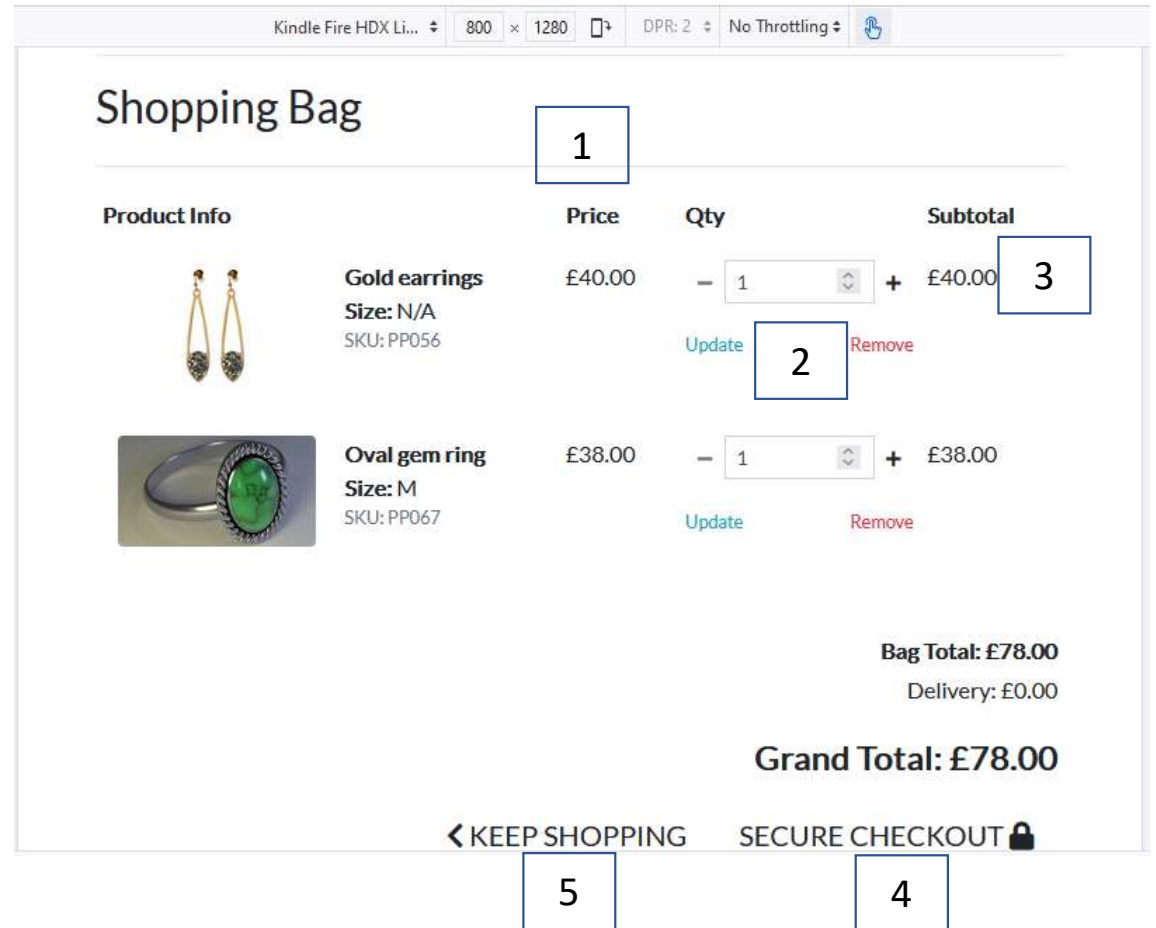 Kindle Fire HDX Li... 800 × 1280 DPR: 2 No Throttling
Shopping Bag
1
Product Info Price Qty Subtotal
Gold earrings £40.00 − 1 + £40.00 3
Size: N/A
SKU: PP056 Update 2 Remove
Oval gem ring £38.00 − 1 + £38.00
Size: M
SKU: PP067 Update Remove
Bag Total: £78.00
Delivery: £0.00
Grand Total: £78.00
KEEP SHOPPING SECURE CHECKOUT
5 4